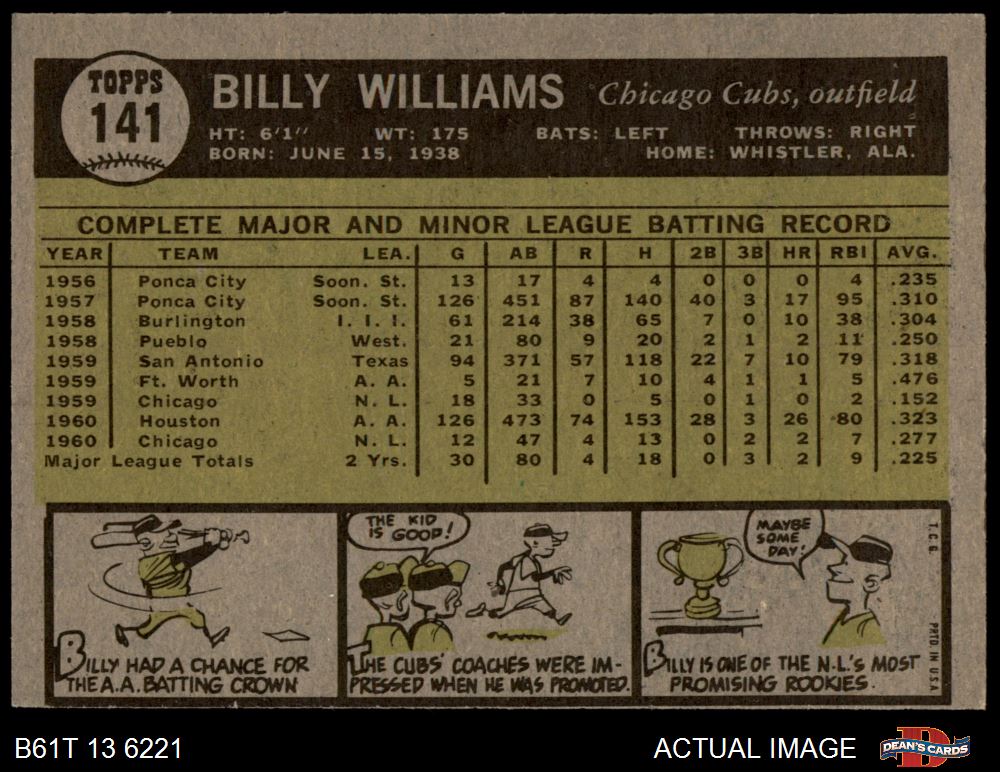 TOPPS
141
BILLY WILLIAMS Chicago Cubs, outfield
HT: 6'1" WT: 175 BATS: LEFT THROWS: RIGHT
BORN: JUNE 15, 1938 HOME: WHISTLER, ALA.
COMPLETE MAJOR AND MINOR LEAGUE BATTING RECORD
YEAR TEAM LEA. G AB R H 2B 3B HR RBI AVG.
1956 Ponca City Soon. St. 13 17 4 4 0 0 0 4 .235
1957 Ponca City Soon. St. 126 451 87 140 40 3 17 95 .310
1958 Burlington I. I. I. 61 214 38 65 7 0 10 38 .304
1958 Pueblo West. 21 80 9 20 2 1 2 11 .250
1959 San Antonio Texas 94 371 57 118 22 7 10 79 .318
1959 Ft. Worth A. A. 5 21 7 10 4 1 1 5 .476
1959 Chicago N. L. 18 33 0 5 0 1 0 2 .152
1960 Houston A. A. 126 473 74 153 28 3 26 80 .323
1960 Chicago N. L. 12 47 4 13 0 2 2 7 .277
Major League Totals 2 Yrs. 30 80 4 18 0 3 2 9 .225
BILLY HAD A CHANCE FOR
THE A.A. BATTING CROWN
THE KID
IS GOOD!
THE CUBS' COACHES WERE IM-
PRESSED WHEN HE WAS PROMOTED.
MAYBE
SOME
DAY!
BILLY IS ONE OF THE N.L.'S MOST
PROMISING ROOKIES.
T.C.G.
PRTD. IN U.S.A.
B61T 13 6221
ACTUAL IMAGE
D
DEAN'S CARDS